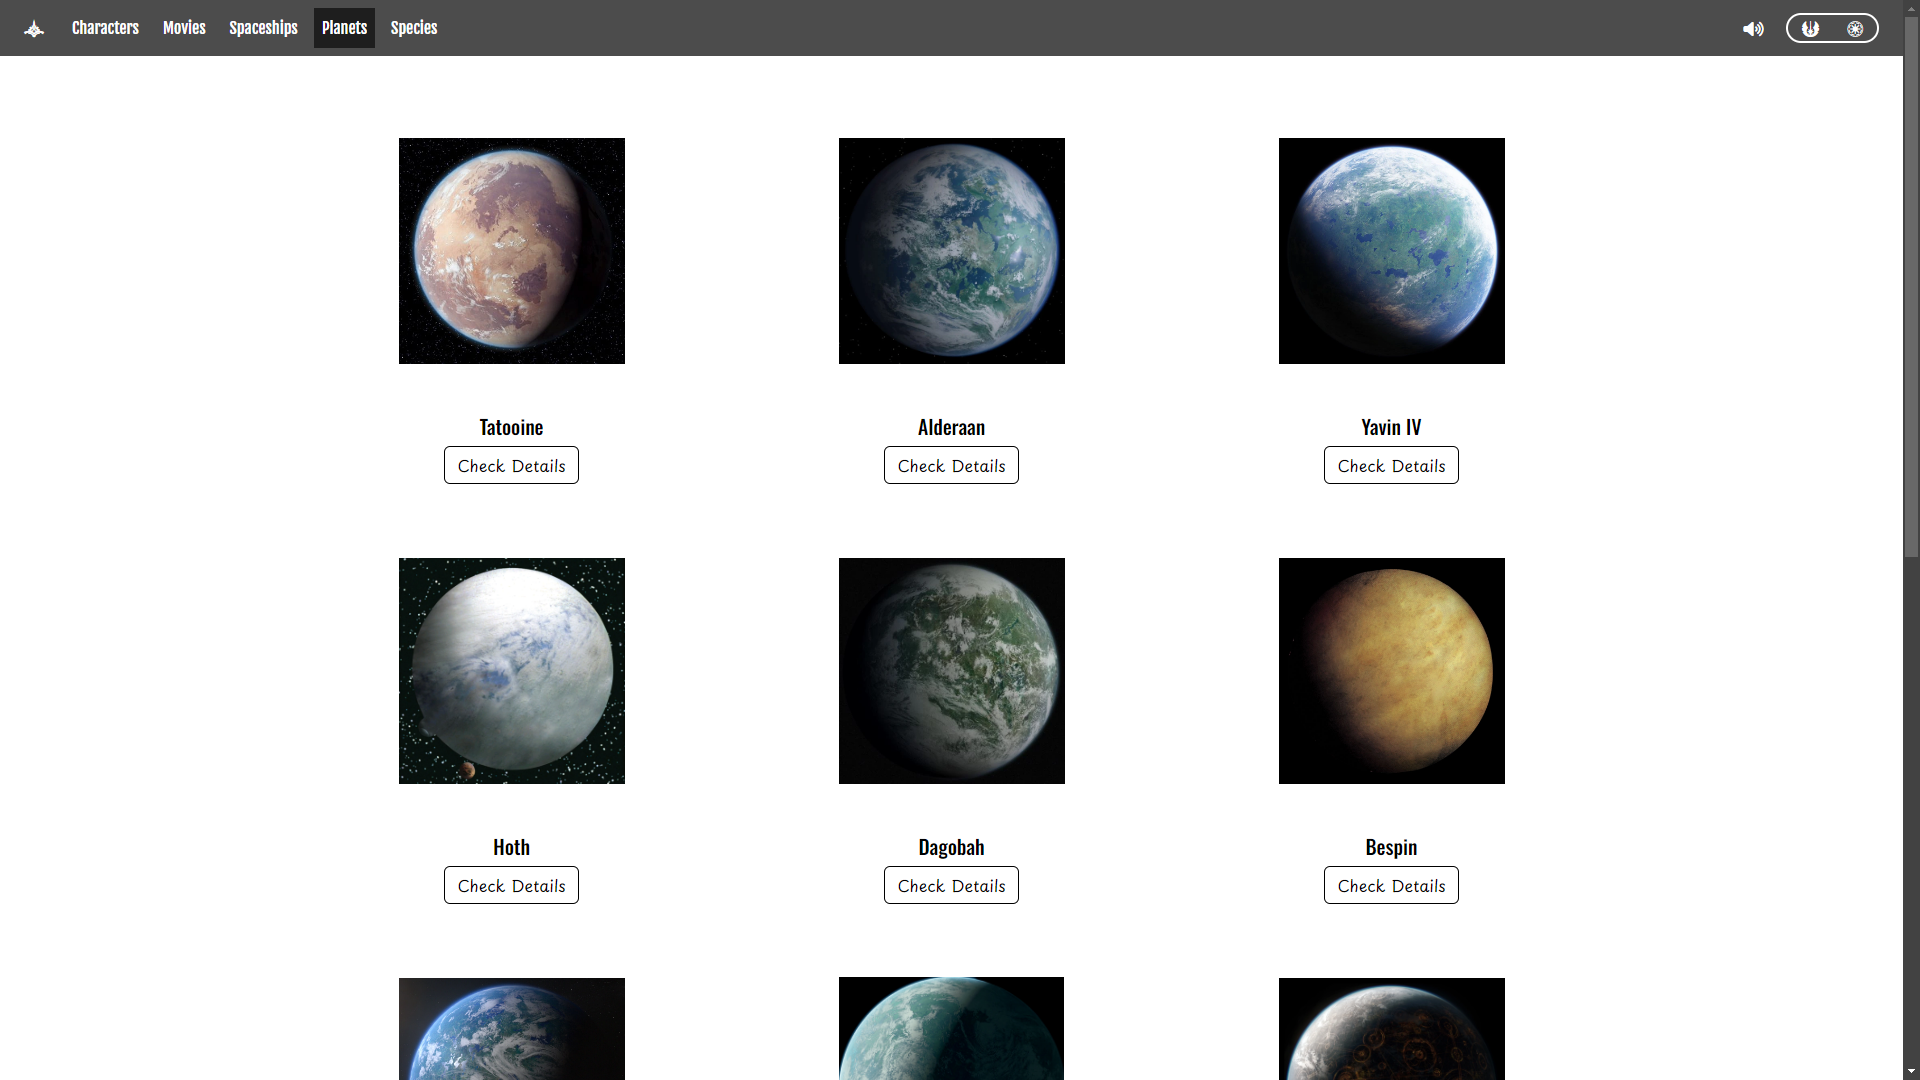 Characters Movies Spaceships Planets Species
Tatooine Alderaan Yavin IV
Check Details Check Details Check Details
Hoth Dagobah Bespin
Check Details Check Details Check Details